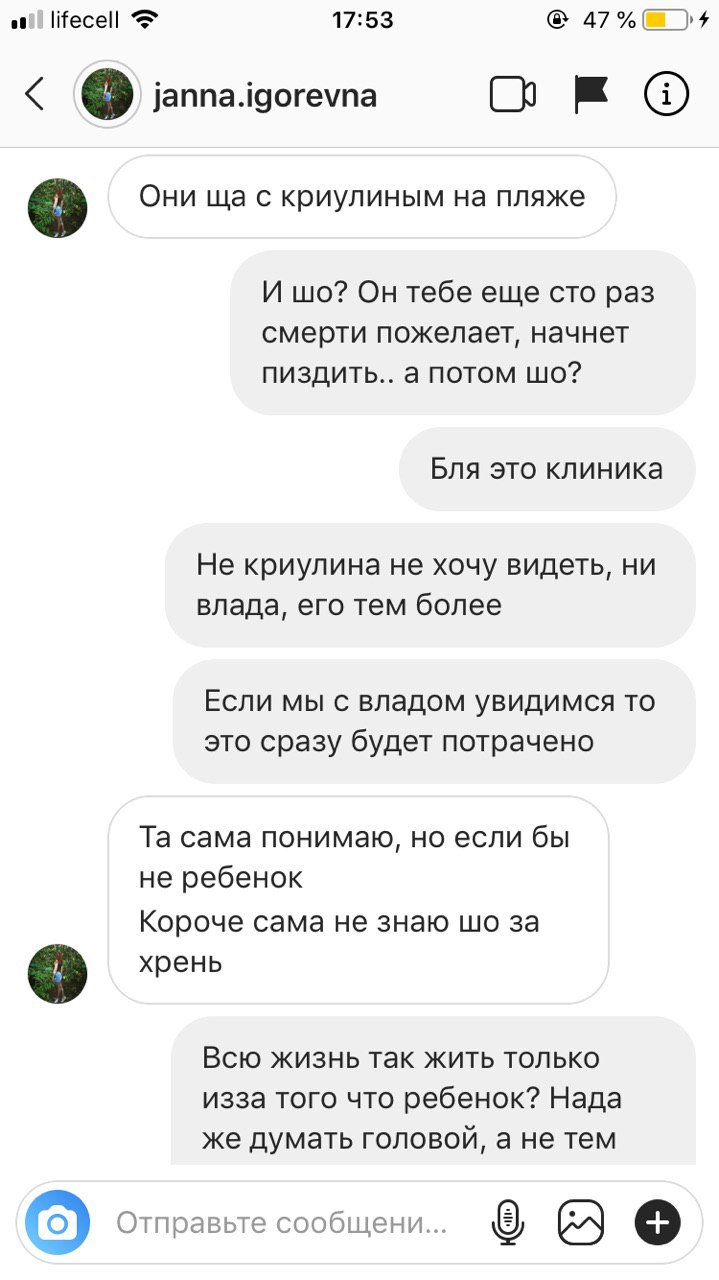 lifecell
17:53
47 %
janna.igorevna
Они ща с криулиным на пляже
И шо? Он тебе еще сто раз
смерти пожелает, начнет
пиздить.. а потом шо?
Бля это клиника
Не криулина не хочу видеть, ни
влада, его тем более
Если мы с владом увидимся то
это сразу будет потрачено
Та сама понимаю, но если бы
не ребенок
Короче сама не знаю шо за
хрень
Всю жизнь так жить только
изза того что ребенок? Нада
же думать головой, а не тем
Отправьте сообщени...